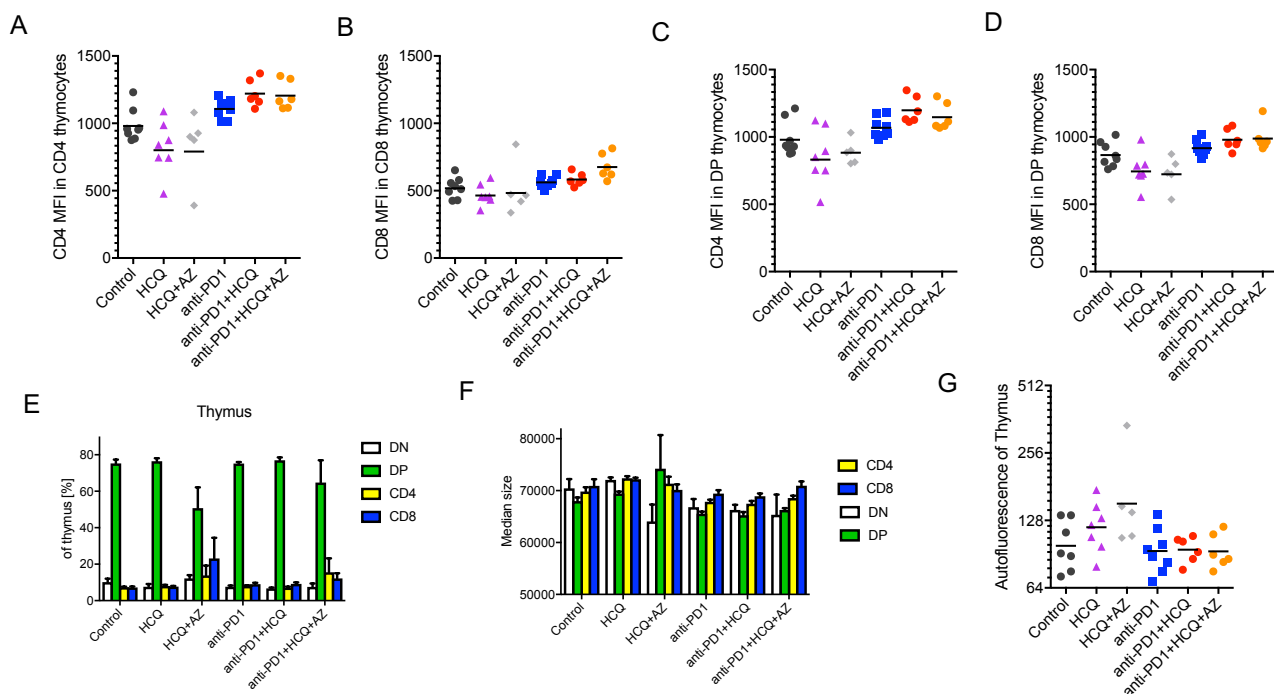 A
CD4 MFI in CD4 thymocytes
1500
1000
500
0
Control
HCQ
HCQ+AZ
anti-PD1
anti-PD1+HCQ
anti-PD1+HCQ+AZ
B
CD8 MFI in CD8 thymocytes
1500
1000
500
0
Control
HCQ
HCQ+AZ
anti-PD1
anti-PD1+HCQ
anti-PD1+HCQ+AZ
C
CD4 MFI in DP thymocytes
1500
1000
500
0
Control
HCQ
HCQ+AZ
anti-PD1
anti-PD1+HCQ
anti-PD1+HCQ+AZ
D
CD8 MFI in DP thymocytes
1500
1000
500
0
Control
HCQ
HCQ+AZ
anti-PD1
anti-PD1+HCQ
anti-PD1+HCQ+AZ
E
Thymus
of thymus [%]
80
60
40
20
0
Control
HCQ
HCQ+AZ
anti-PD1
anti-PD1+HCQ
anti-PD1+HCQ+AZ
DN
DP
CD4
CD8
F
Median size
80000
70000
60000
50000
Control
HCQ
HCQ+AZ
anti-PD1
anti-PD1+HCQ
anti-PD1+HCQ+AZ
CD4
CD8
DN
DP
G
Autofluorescence of Thymus
512
256
128
64
Control
HCQ
HCQ+AZ
anti-PD1
anti-PD1+HCQ
anti-PD1+HCQ+AZ